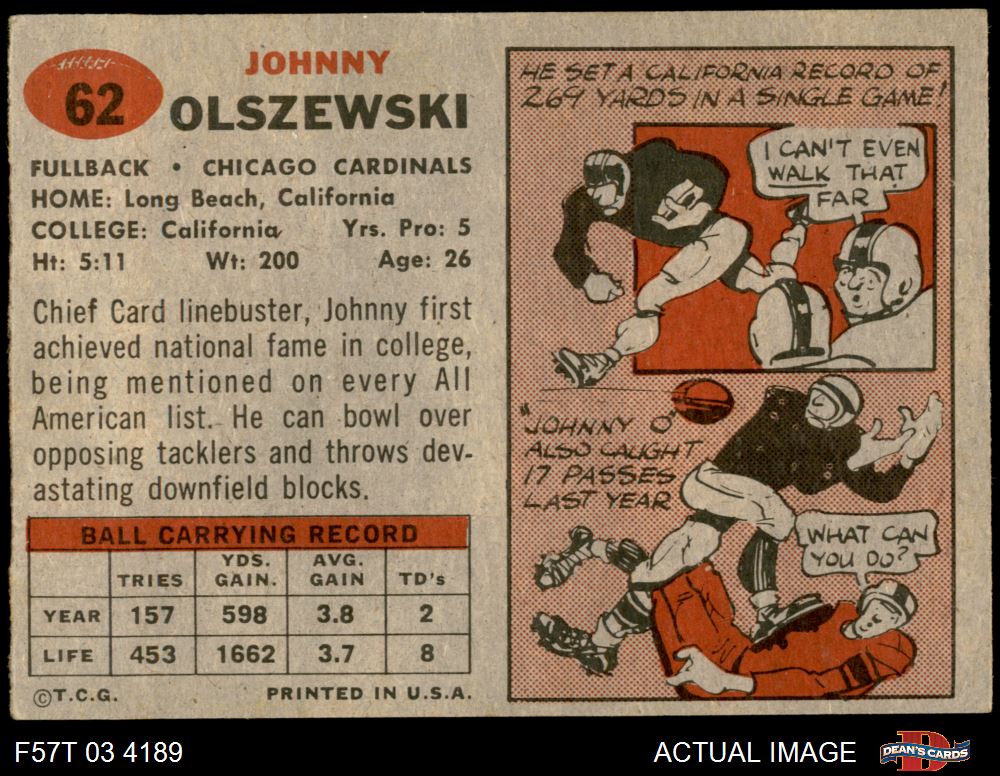 62
JOHNNY
OLSZEWSKI
FULLBACK • CHICAGO CARDINALS
HOME: Long Beach, California
COLLEGE: California Yrs. Pro: 5
Ht: 5:11 Wt: 200 Age: 26
Chief Card linebuster, Johnny first
achieved national fame in college,
being mentioned on every All
American list. He can bowl over
opposing tacklers and throws dev-
astating downfield blocks.
BALL CARRYING RECORD
TRIES YDS. GAIN. AVG. GAIN TD's
YEAR 157 598 3.8 2
LIFE 453 1662 3.7 8
©T.C.G. PRINTED IN U.S.A.
HE SET A CALIFORNIA RECORD OF
269 YARDS IN A SINGLE GAME!
I CAN'T EVEN
WALK THAT
FAR
"JOHNNY O"
ALSO CAUGHT
17 PASSES
LAST YEAR
WHAT CAN
YOU DO?
F57T 03 4189
ACTUAL IMAGE
DEAN'S CARDS